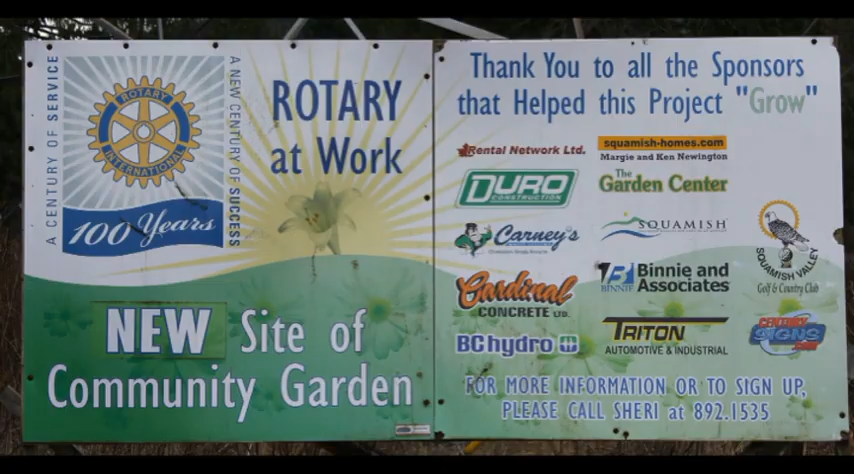 A CENTURY OF SERVICE
ROTARY
INTERNATIONAL
100 Years
A NEW CENTURY OF SUCCESS
ROTARY
at Work
NEW Site of
Community Garden
Thank You to all the Sponsors
that Helped this Project "Grow"
Rental Network Ltd.
squamish-homes.com
Margie and Ken Newington
DURO
CONSTRUCTION
The
Garden Center
Carney's
SQUAMISH
SQUAMISH VALLEY
Golf & Country Club
Cardinal
CONCRETE LTD.
BINNIE
Binnie and
Associates
BC hydro
TRITON
AUTOMOTIVE & INDUSTRIAL
CENTURY
SIGNS
FOR MORE INFORMATION OR TO SIGN UP,
PLEASE CALL SHERI at 892.1535